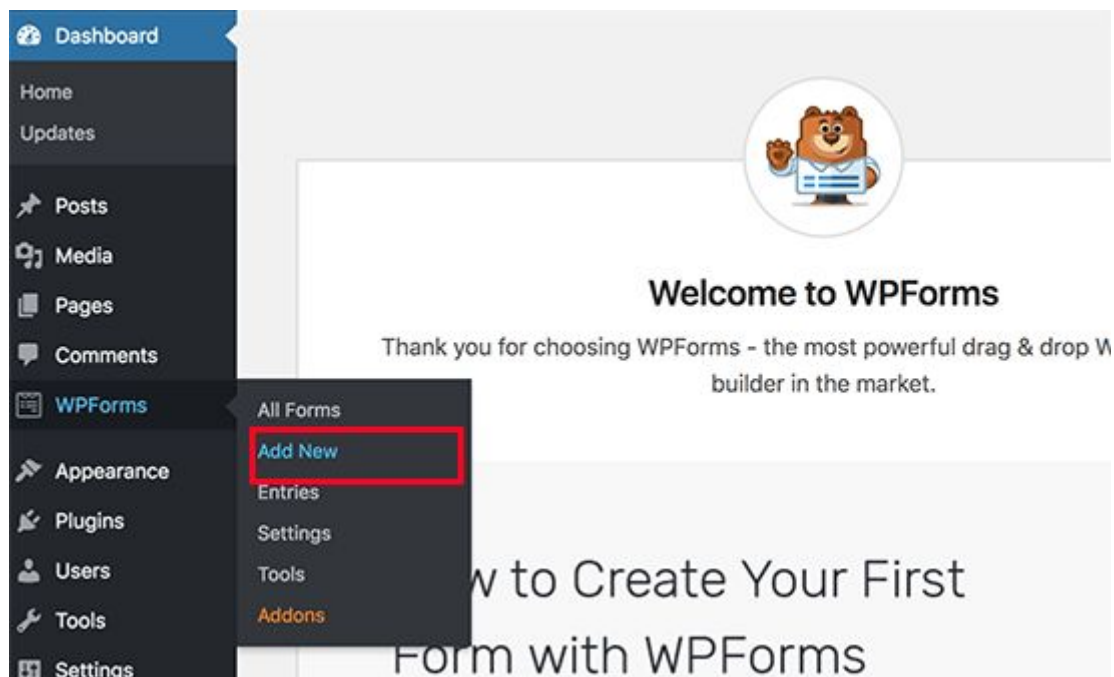 Dashboard
Home
Updates
Posts
Media
Pages
Comments
WPForms
Appearance
Plugins
Users
Tools
Settings
All Forms
Add New
Entries
Settings
Tools
Addons
Welcome to WPForms
Thank you for choosing WPForms - the most powerful drag & drop W
builder in the market.
w to Create Your First
Form with WPForms